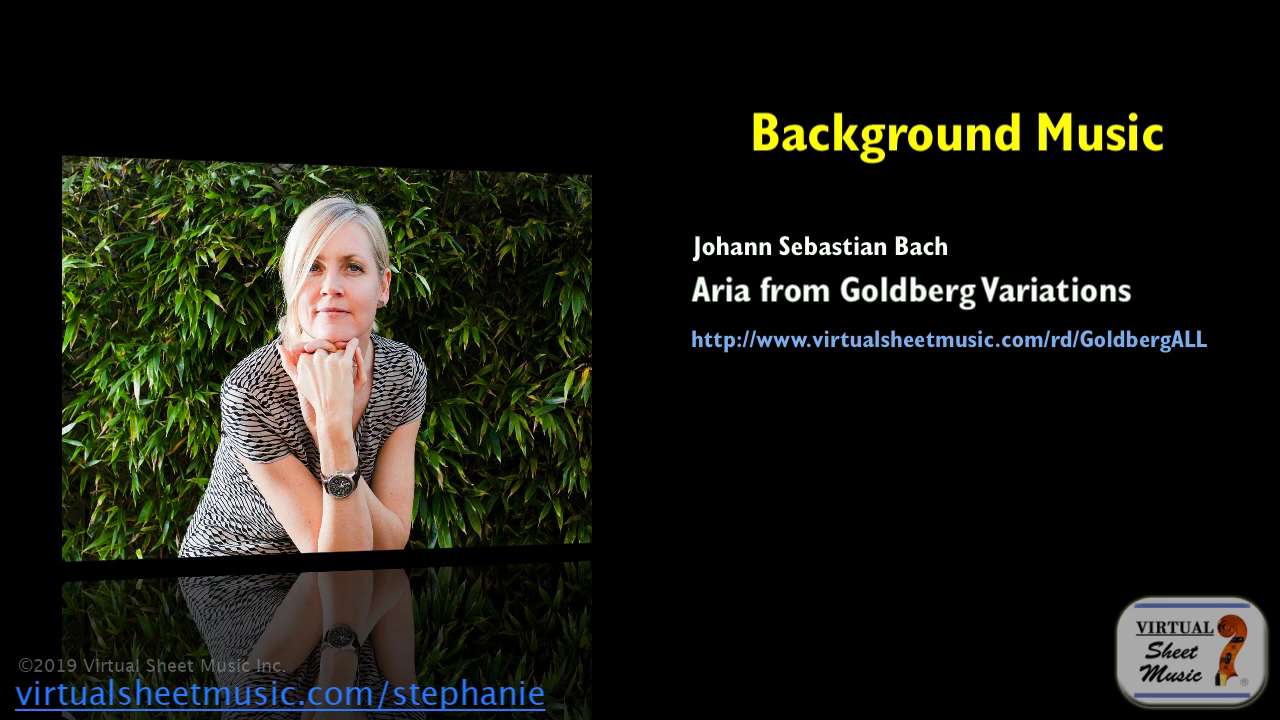 Background Music
Johann Sebastian Bach
Aria from Goldberg Variations
http://www.virtualsheetmusic.com/rd/GoldbergALL
©2019 Virtual Sheet Music Inc.
virtualsheetmusic.com/stephanie
VIRTUAL
Sheet
Music
®